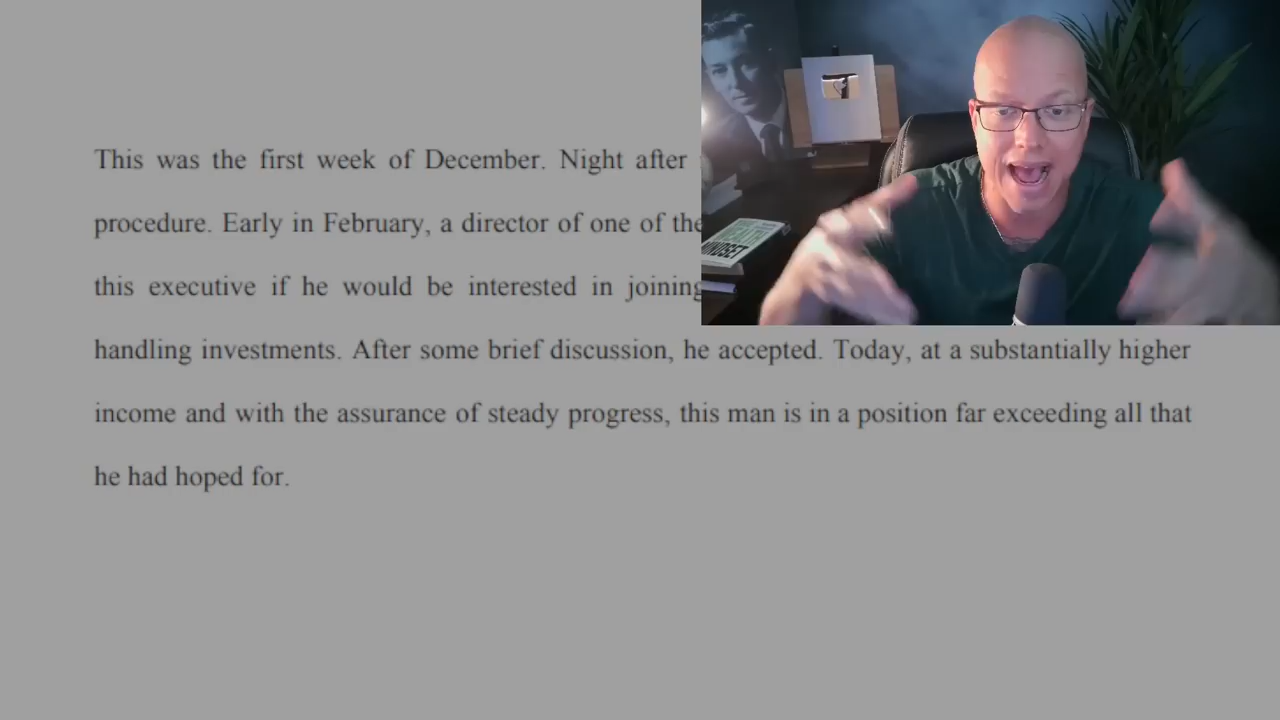 This was the first week of December. Night after
procedure. Early in February, a director of one of the
this executive if he would be interested in joining
handling investments. After some brief discussion, he accepted. Today, at a substantially higher
income and with the assurance of steady progress, this man is in a position far exceeding all that
he had hoped for.
MINDSET